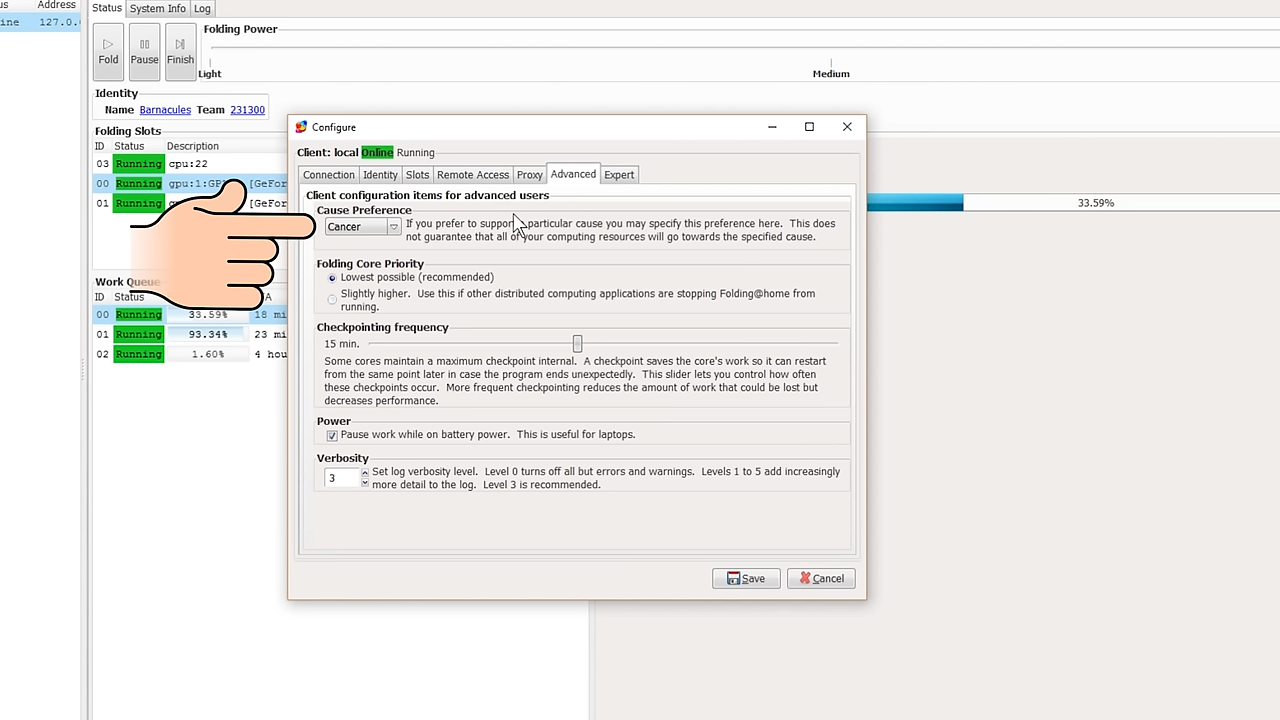 us Address
ine 127.0.
Status System Info Log
Folding Power
Fold Pause Finish
Light Medium
Identity
Name Barnacules Team 231300
Folding Slots
ID Status Description
03 Running cpu:22
00 Running gpu:1:GP [GeFor
01 Running [GeFor
33.59%
Work Queue
ID Status A
00 Running 33.59% 18 mi
01 Running 93.34% 23 mi
02 Running 1.60% 4 hou
Configure
Client: local Online Running
Connection Identity Slots Remote Access Proxy Advanced Expert
Client configuration items for advanced users
Cause Preference
Cancer
If you prefer to support particular cause you may specify this preference here. This does
not guarantee that all of your computing resources will go towards the specified cause.
Folding Core Priority
Lowest possible (recommended)
Slightly higher. Use this if other distributed computing applications are stopping Folding@home from
running.
Checkpointing frequency
15 min.
Some cores maintain a maximum checkpoint internal. A checkpoint saves the core's work so it can restart
from the same point later in case the program ends unexpectedly. This slider lets you control how often
these checkpoints occur. More frequent checkpointing reduces the amount of work that could be lost but
decreases performance.
Power
Pause work while on battery power. This is useful for laptops.
Verbosity
3
Set log verbosity level. Level 0 turns off all but errors and warnings. Levels 1 to 5 add increasingly
more detail to the log. Level 3 is recommended.
Save Cancel